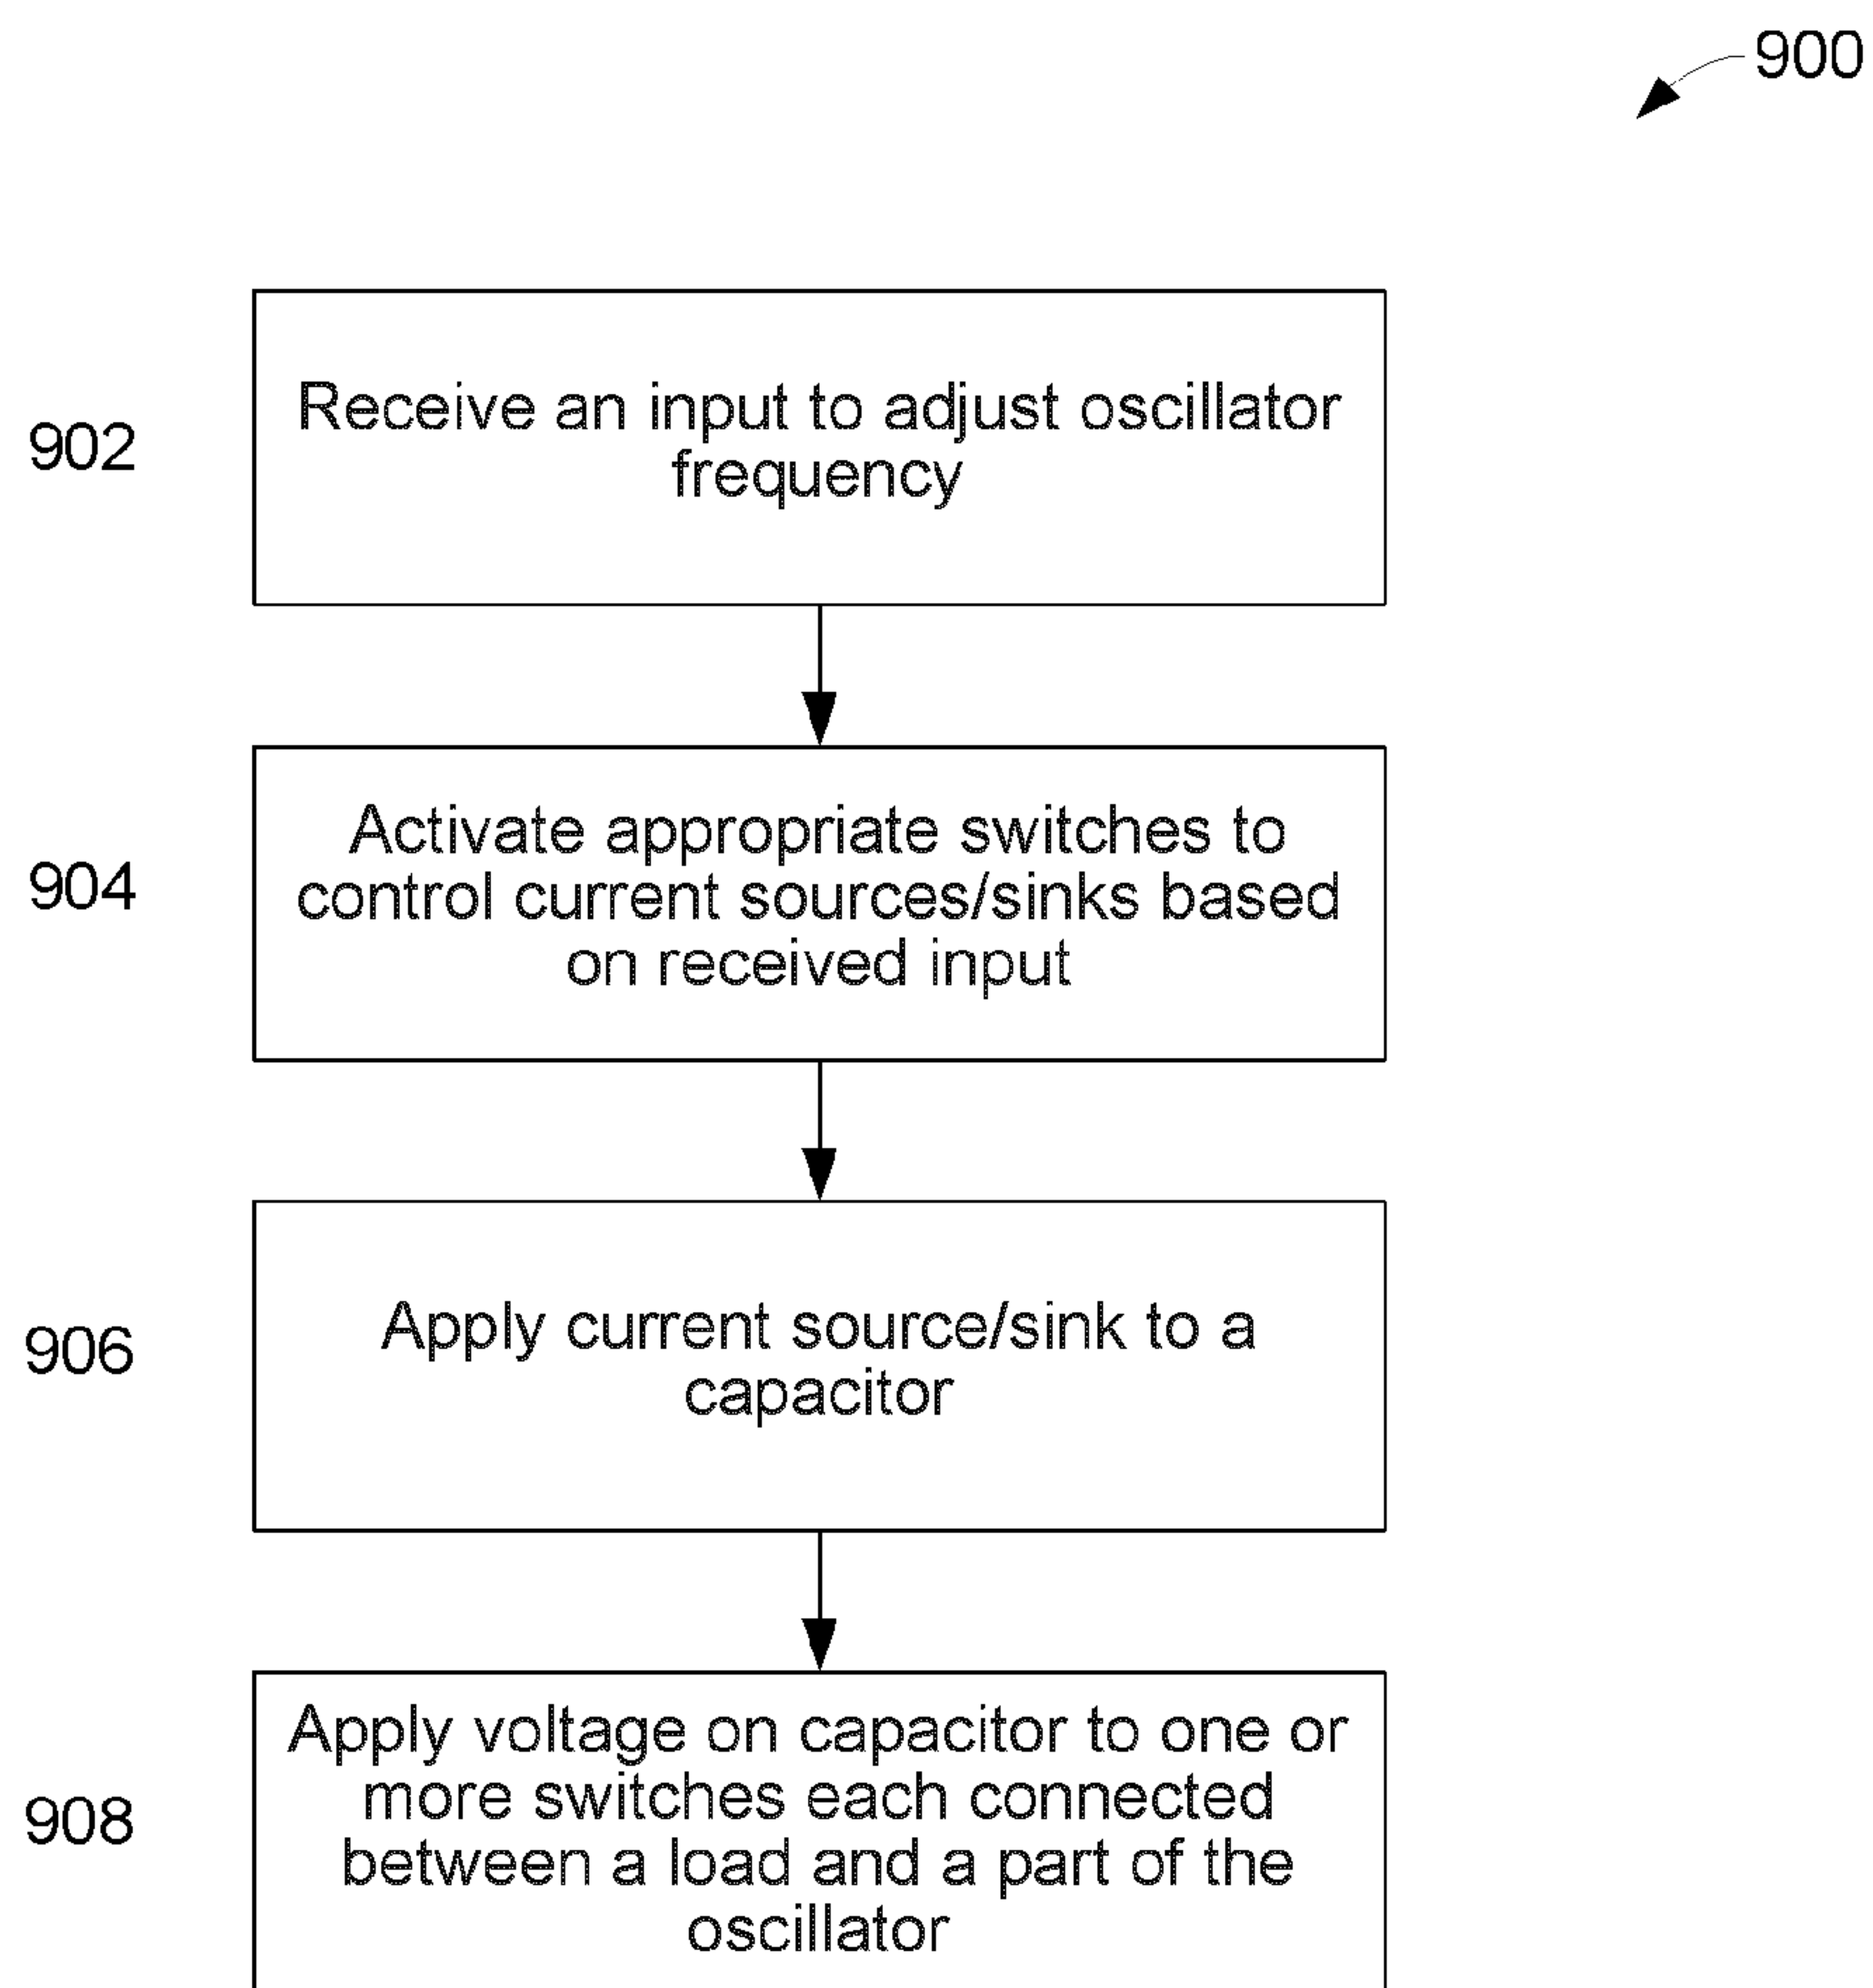 900
902
Receive an input to adjust oscillator
frequency
904
Activate appropriate switches to
control current sources/sinks based
on received input
906
Apply current source/sink to a
capacitor
908
Apply voltage on capacitor to one or
more switches each connected
between a load and a part of the
oscillator